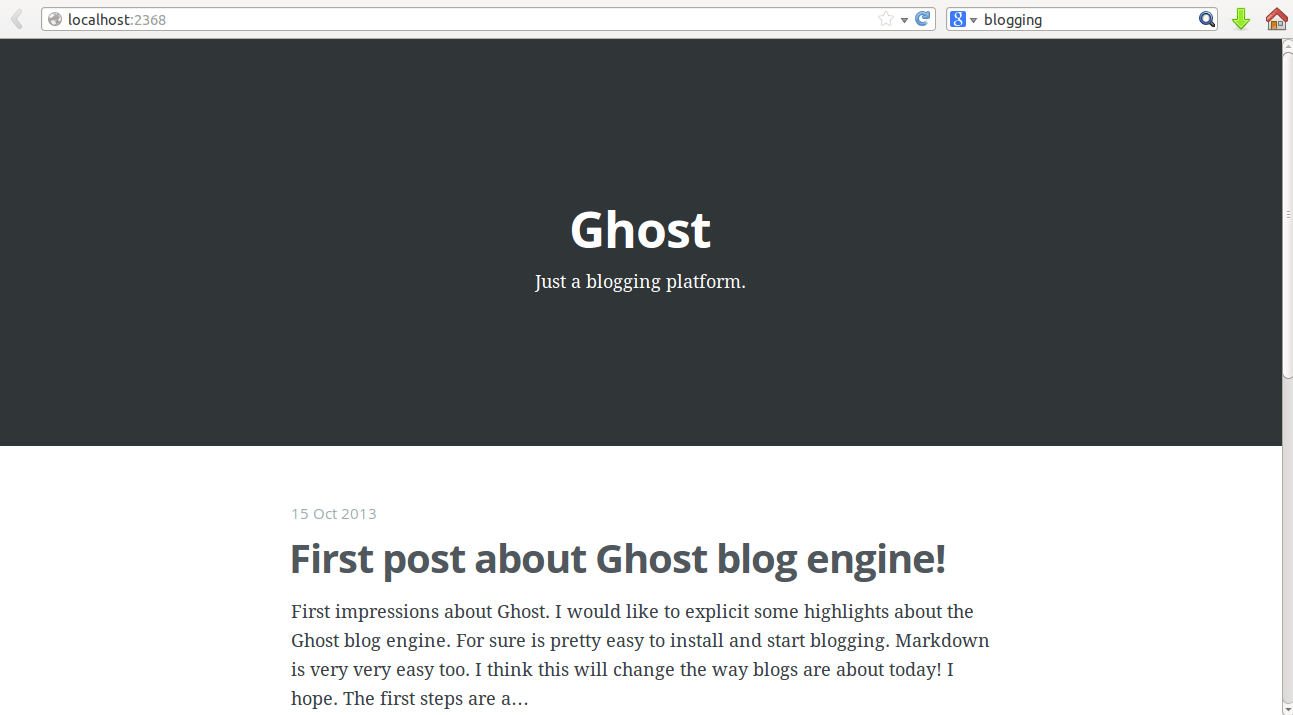 localhost:2368
blogging
Ghost
Just a blogging platform.
15 Oct 2013
First post about Ghost blog engine!
First impressions about Ghost. I would like to explicit some highlights about the
Ghost blog engine. For sure is pretty easy to install and start blogging. Markdown
is very very easy too. I think this will change the way blogs are about today! I
hope. The first steps are a…